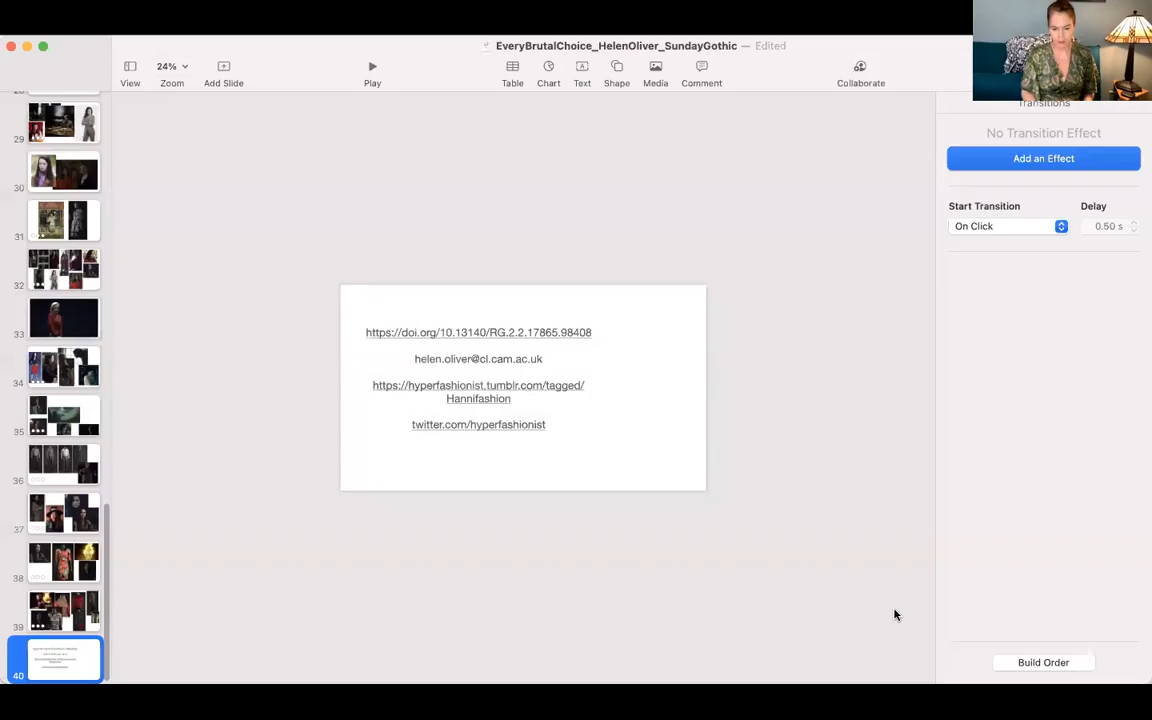 EveryBrutalChoice_HelenOliver_SundayGothic — Edited
24%
View
Zoom
Add Slide
Play
Table
Chart
Text
Shape
Media
Comment
Collaborate
Transitions
No Transition Effect
Add an Effect
Start Transition
Delay
On Click
0.50 s
29
30
31
32
33
34
35
36
37
38
39
40
https://doi.org/10.13140/RG.2.2.17865.98408
helen.oliver@cl.cam.ac.uk
https://hyperfashionist.tumblr.com/tagged/
Hannifashion
twitter.com/hyperfashionist
Build Order